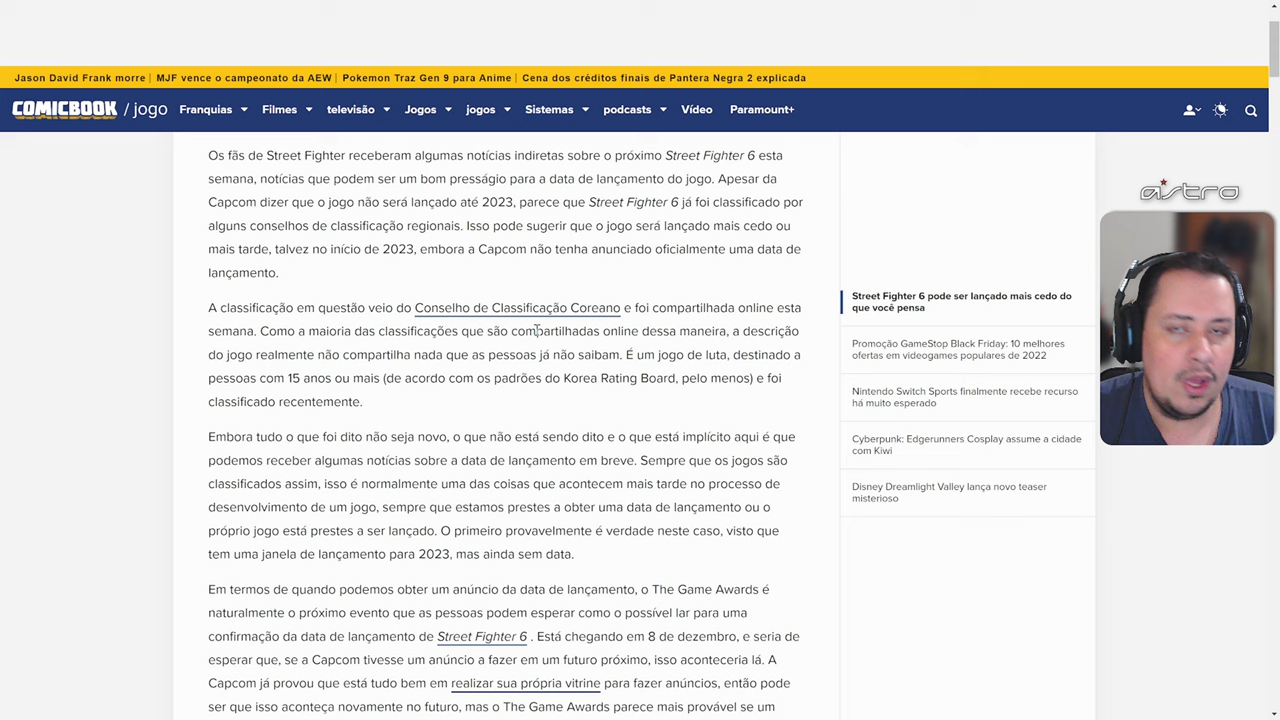 Jason David Frank morre | MJF vence o campeonato da AEW | Pokemon Traz Gen 9 para Anime | Cena dos créditos finais de Pantera Negra 2 explicada
COMICBOOK / jogo Franquias Filmes televisão Jogos jogos Sistemas podcasts Vídeo Paramount+
Os fãs de Street Fighter receberam algumas notícias indiretas sobre o próximo Street Fighter 6 esta
semana, notícias que podem ser um bom presságio para a data de lançamento do jogo. Apesar da
Capcom dizer que o jogo não será lançado até 2023, parece que Street Fighter 6 já foi classificado por
alguns conselhos de classificação regionais. Isso pode sugerir que o jogo será lançado mais cedo ou
mais tarde, talvez no início de 2023, embora a Capcom não tenha anunciado oficialmente uma data de
lançamento.
A classificação em questão veio do Conselho de Classificação Coreano e foi compartilhada online esta
semana. Como a maioria das classificações que são compartilhadas online dessa maneira, a descrição
do jogo realmente não compartilha nada que as pessoas já não saibam. É um jogo de luta, destinado a
pessoas com 15 anos ou mais (de acordo com os padrões do Korea Rating Board, pelo menos) e foi
classificado recentemente.
Embora tudo o que foi dito não seja novo, o que não está sendo dito e o que está implícito aqui é que
podemos receber algumas notícias sobre a data de lançamento em breve. Sempre que os jogos são
classificados assim, isso é normalmente uma das coisas que acontecem mais tarde no processo de
desenvolvimento de um jogo, sempre que estamos prestes a obter uma data de lançamento ou o
próprio jogo está prestes a ser lançado. O primeiro provavelmente é verdade neste caso, visto que
tem uma janela de lançamento para 2023, mas ainda sem data.
Em termos de quando podemos obter um anúncio da data de lançamento, o The Game Awards é
naturalmente o próximo evento que as pessoas podem esperar como o possível lar para uma
confirmação da data de lançamento de Street Fighter 6 . Está chegando em 8 de dezembro, e seria de
esperar que, se a Capcom tivesse um anúncio a fazer em um futuro próximo, isso aconteceria lá. A
Capcom já provou que está tudo bem em realizar sua própria vitrine para fazer anúncios, então pode
ser que isso aconteça novamente no futuro, mas o The Game Awards parece mais provável se um
astro
Street Fighter 6 pode ser lançado mais cedo do
que você pensa
Promoção GameStop Black Friday: 10 melhores
ofertas em videogames populares de 2022
Nintendo Switch Sports finalmente recebe recurso
há muito esperado
Cyberpunk: Edgerunners Cosplay assume a cidade
com Kiwi
Disney Dreamlight Valley lança novo teaser
misterioso